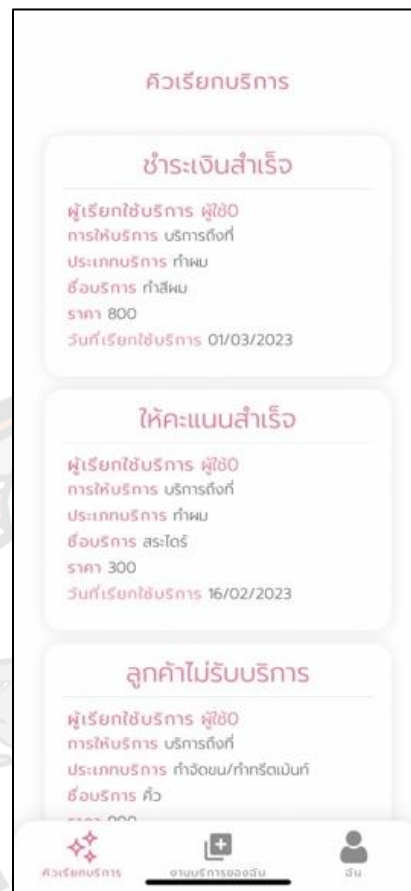 คิวเรียกบริการ
ชำระเงินสำเร็จ
ผู้เรียกใช้บริการ ผู้ใช้0
การให้บริการ บริการถึงที่
ประเภทบริการ ทำผม
ชื่อบริการ ทำสีผม
ราคา 800
วันที่เรียกใช้บริการ 01/03/2023
ให้คะแนนสำเร็จ
ผู้เรียกใช้บริการ ผู้ใช้0
การให้บริการ บริการถึงที่
ประเภทบริการ ทำผม
ชื่อบริการ สระไดร์
ราคา 300
วันที่เรียกใช้บริการ 16/02/2023
ลูกค้าไม่รับบริการ
ผู้เรียกใช้บริการ ผู้ใช้0
การให้บริการ บริการถึงที่
ประเภทบริการ กำจัดขน/ทำทรีตเม้นท์
ชื่อบริการ คิ้ว
คิวเรียกบริการ
งานบริการของฉัน
ฉัน